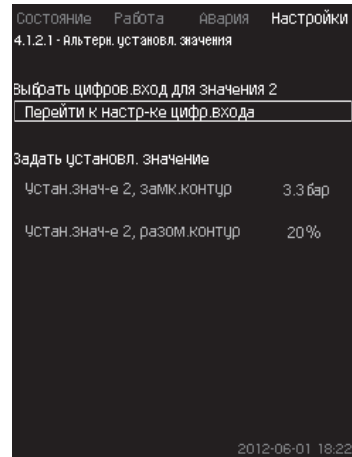 Состояние Работа Авария Настройки
4.1.2.1 - Альтерн. установл. значения
Выбрать цифров.вход для значения 2
Перейти к настр-ке цифр.входа
Задать установл. значение
Устан.знач-е 2, замк.контур 3.3 бар
Устан.знач-е 2, разом.контур 20%
2012-06-01 18:22